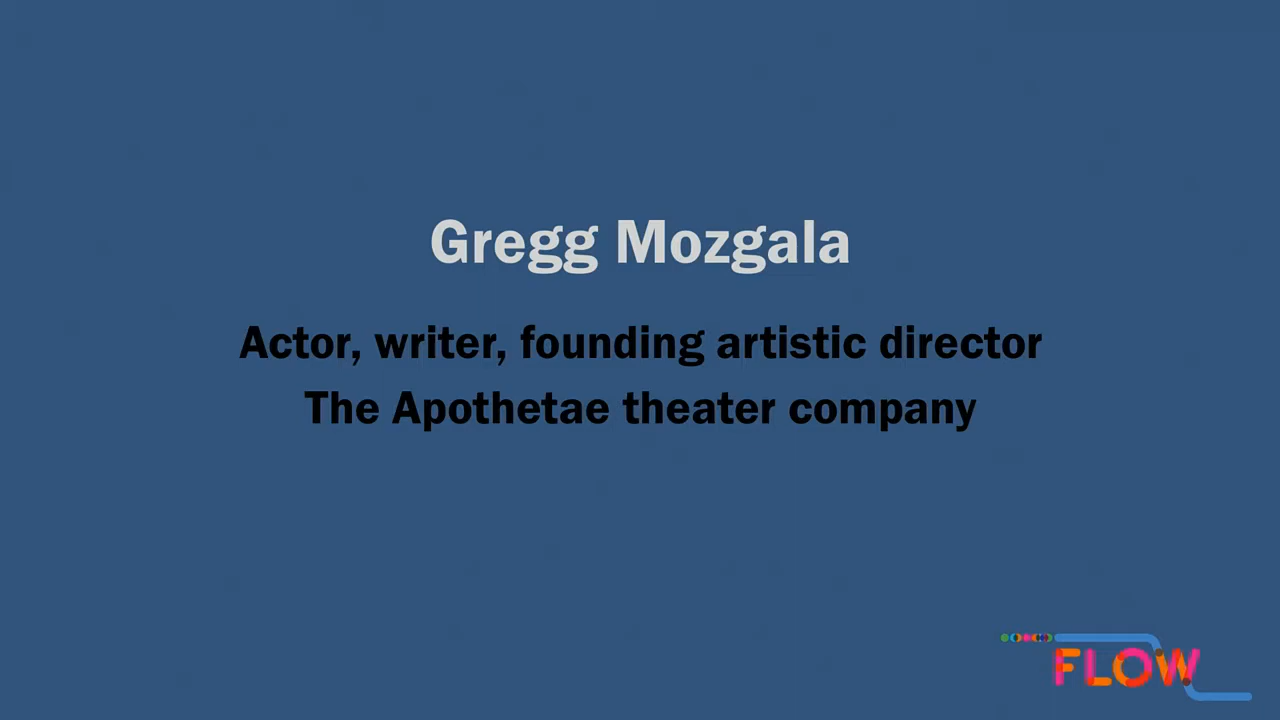 Gregg Mozgala
Actor, writer, founding artistic director
The Apothetae theater company
FLOW